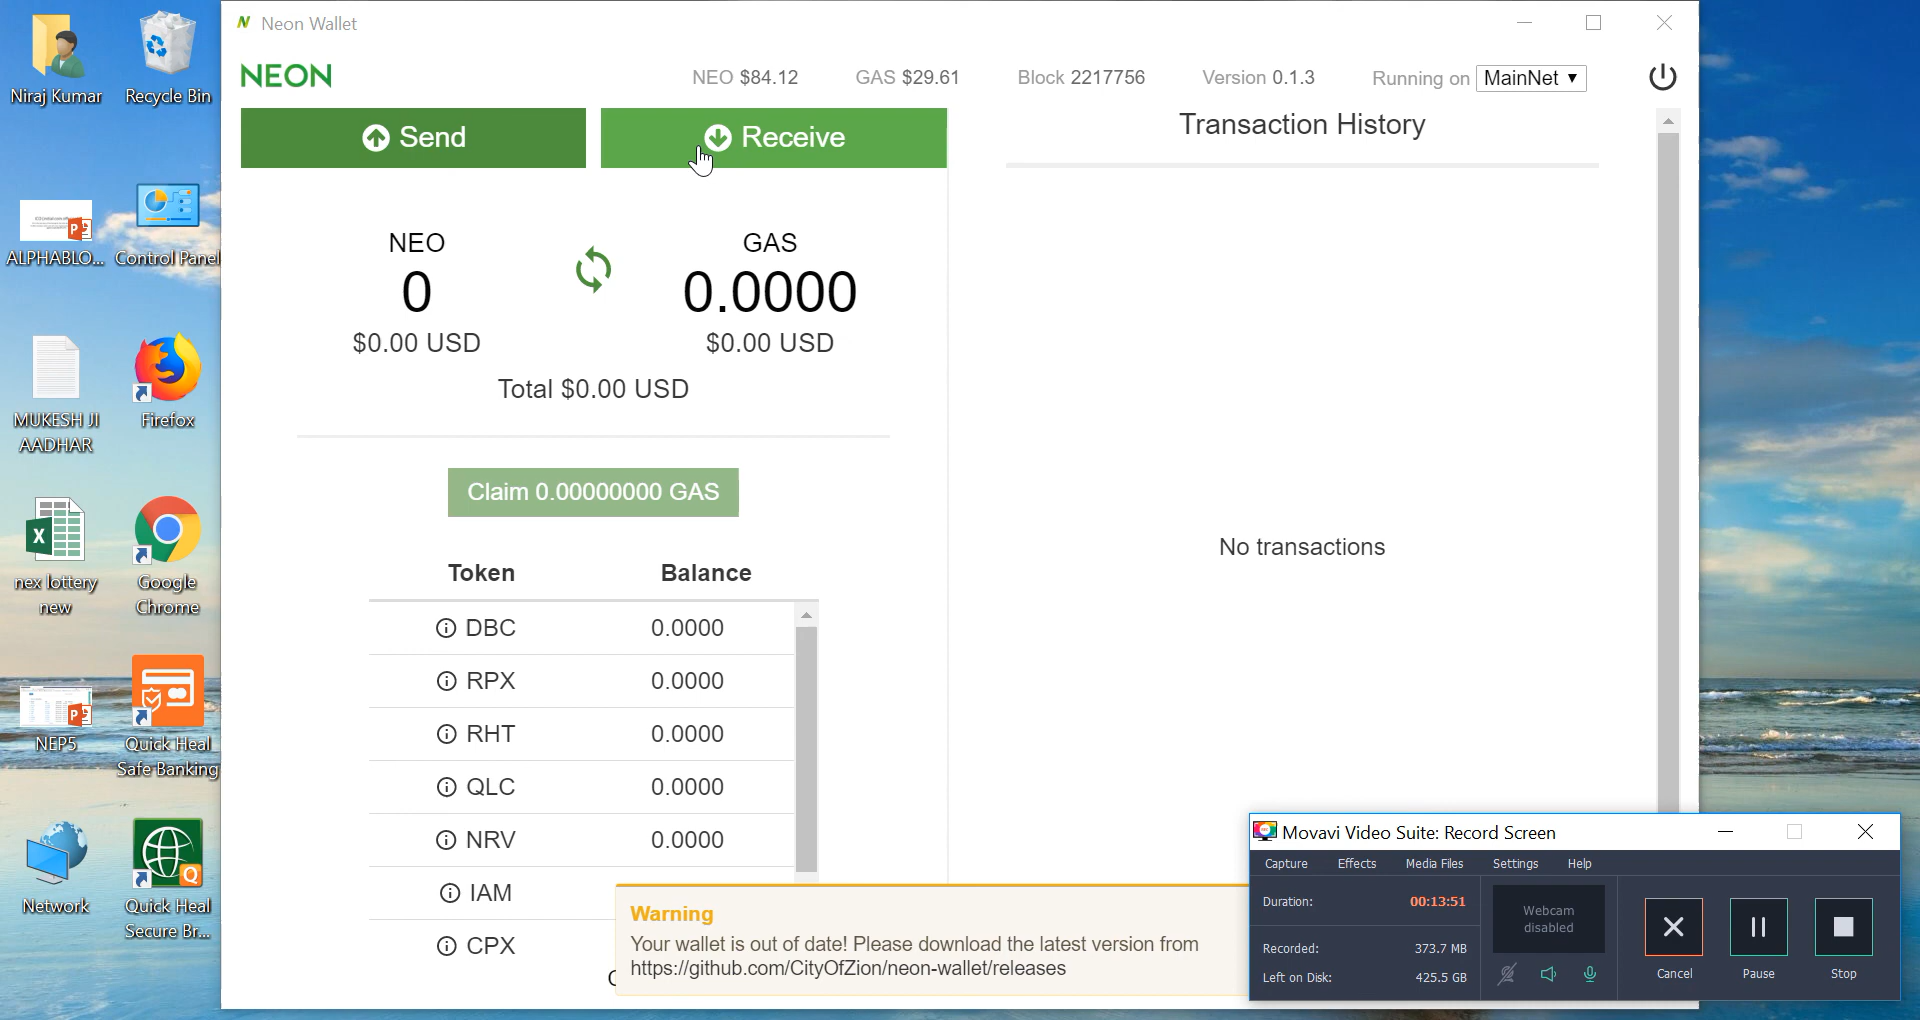 Niraj Kumar
Recycle Bin
ALPHABLO...
Control Panel
MUKESH JI
AADHAR
Firefox
nex lottery
new
Google
Chrome
NEP5
Quick Heal
Safe Banking
Network
Quick Heal
Secure Br...
Neon Wallet
NEON
NEO $84.12
GAS $29.61
Block 2217756
Version 0.1.3
Running on MainNet
Send
Receive
Transaction History
NEO
0
$0.00 USD
GAS
0.0000
$0.00 USD
Total $0.00 USD
Claim 0.00000000 GAS
No transactions
Token Balance
DBC 0.0000
RPX 0.0000
RHT 0.0000
QLC 0.0000
NRV 0.0000
IAM
CPX
Warning
Your wallet is out of date! Please download the latest version from
https://github.com/CityOfZion/neon-wallet/releases
Movavi Video Suite: Record Screen
Capture Effects Media Files Settings Help
Duration: 00:13:51
Recorded: 373.7 MB
Left on Disk: 425.5 GB
Webcam
disabled
Cancel
Pause
Stop